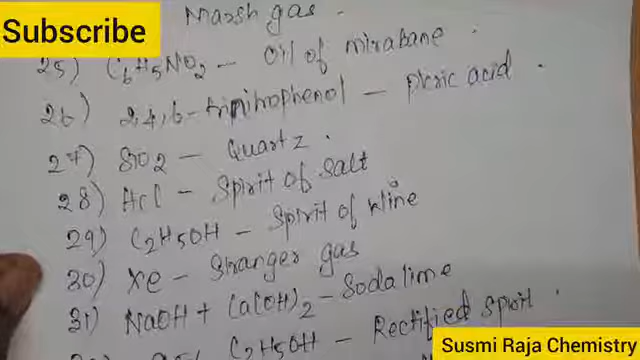 Marsh gas.
Subscribe
25) C6H5NO2 - Oil of mirabane
26) 2,4,6-trinitrophenol - picric acid.
27) SiO2 - Quartz.
28) HCl - Spirit of salt
29) C2H5OH - Spirit of wine
30) Xe - Stranger gas
31) NaOH + Ca(OH)2 - Sodalime
C2H5OH - Rectified spirit.
Susmi Raja Chemistry